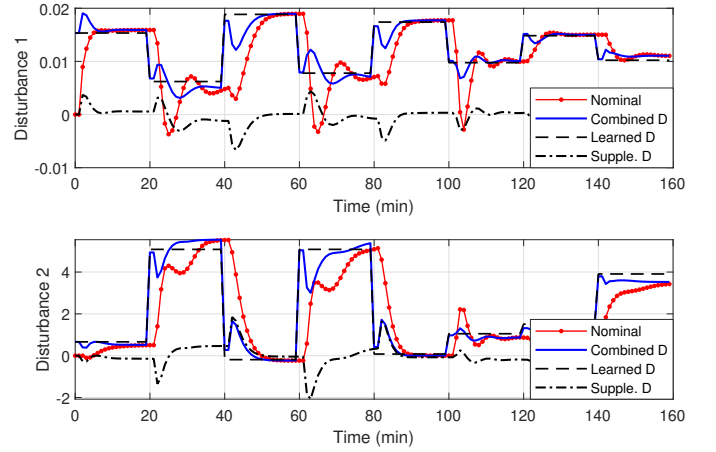 0.02
0.01
0
-0.01
Disturbance 1
Nominal
Combined D
Learned D
Supple. D
0 20 40 60 80 100 120 140 160
Time (min)
4
2
0
-2
Disturbance 2
Nominal
Combined D
Learned D
Supple. D
0 20 40 60 80 100 120 140 160
Time (min)